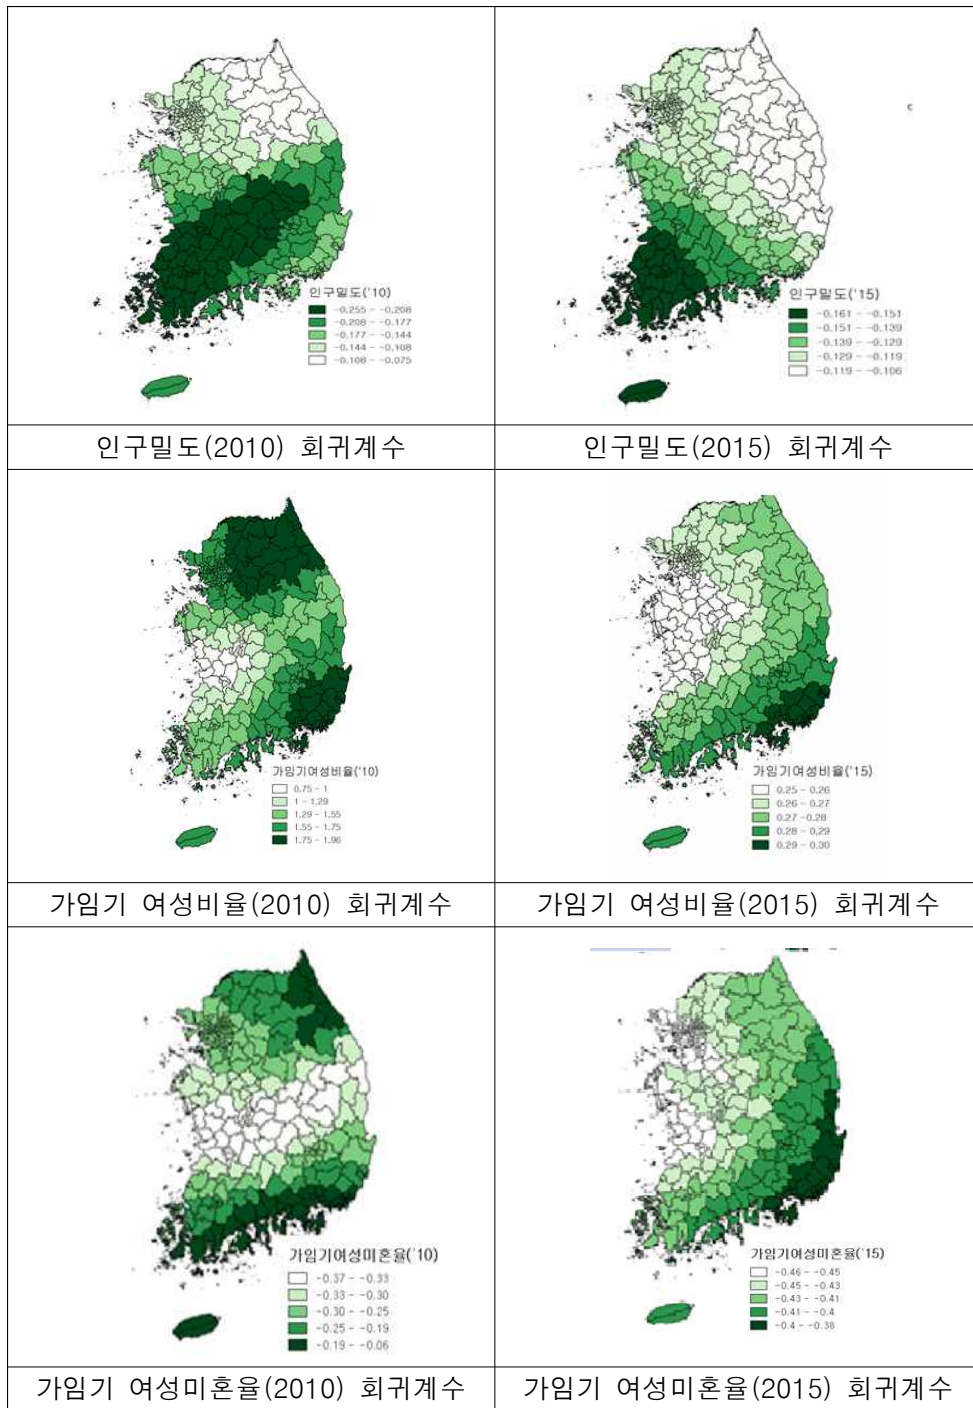 인구밀도('10)
-0.255 - -0.208
-0.208 - -0.177
-0.177 - -0.144
-0.144 - -0.108
-0.108 - -0.075
인구밀도('15)
-0.161 - -0.151
-0.151 - -0.139
-0.139 - -0.129
-0.129 - -0.119
-0.119 - -0.106
인구밀도(2010) 회귀계수
인구밀도(2015) 회귀계수
가임기여성비율('10)
0.75 - 1
1 - 1.29
1.29 - 1.55
1.55 - 1.75
1.75 - 1.96
가임기여성비율('15)
0.25 - 0.26
0.26 - 0.27
0.27 -0.28
0.28 - 0.29
0.29 - 0.30
가임기 여성비율(2010) 회귀계수
가임기 여성비율(2015) 회귀계수
가임기여성미혼율('10)
-0.37 - -0.33
-0.33 - -0.30
-0.30 - -0.25
-0.25 - -0.19
-0.19 - -0.06
가임기여성미혼율('15)
-0.46 - -0.45
-0.45 - -0.43
-0.43 - -0.41
-0.41 - -0.4
-0.4 - -0.38
가임기 여성미혼율(2010) 회귀계수
가임기 여성미혼율(2015) 회귀계수